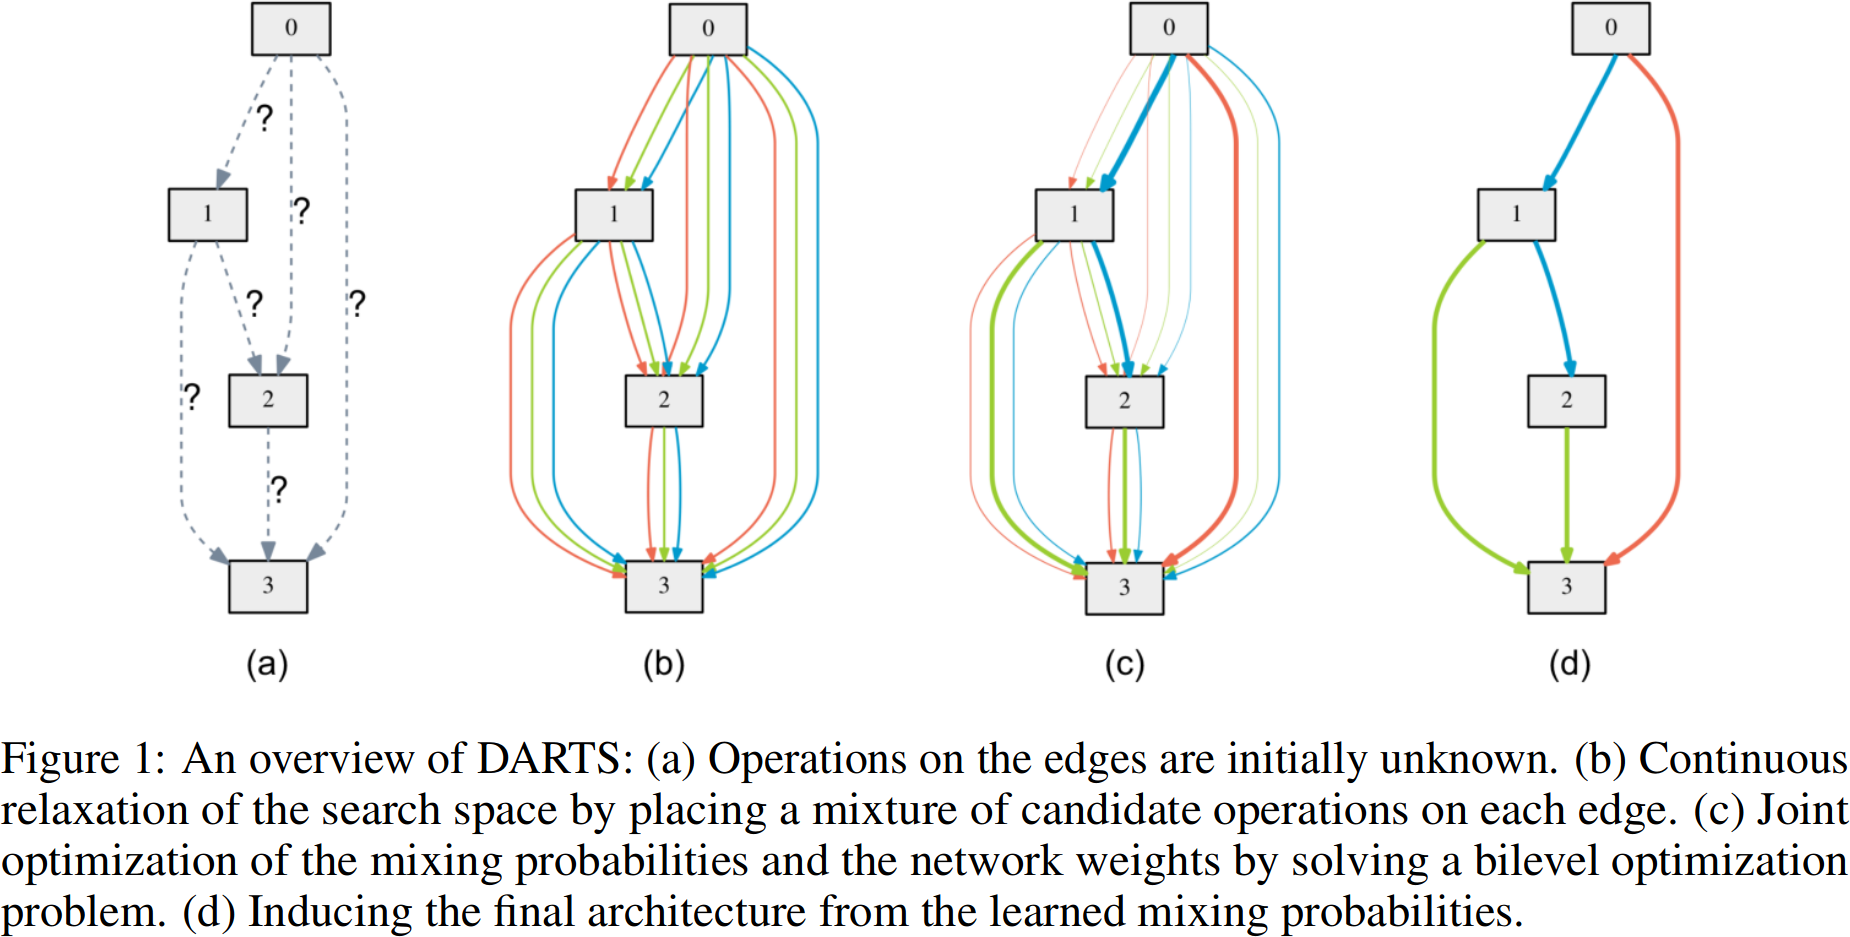 0
0
0
0
?
1
?
1
1
1
?
?
?
2
2
2
2
?
3
3
3
3
(a)
(b)
(c)
(d)
Figure 1: An overview of DARTS: (a) Operations on the edges are initially unknown. (b) Continuous
relaxation of the search space by placing a mixture of candidate operations on each edge. (c) Joint
optimization of the mixing probabilities and the network weights by solving a bilevel optimization
problem. (d) Inducing the final architecture from the learned mixing probabilities.